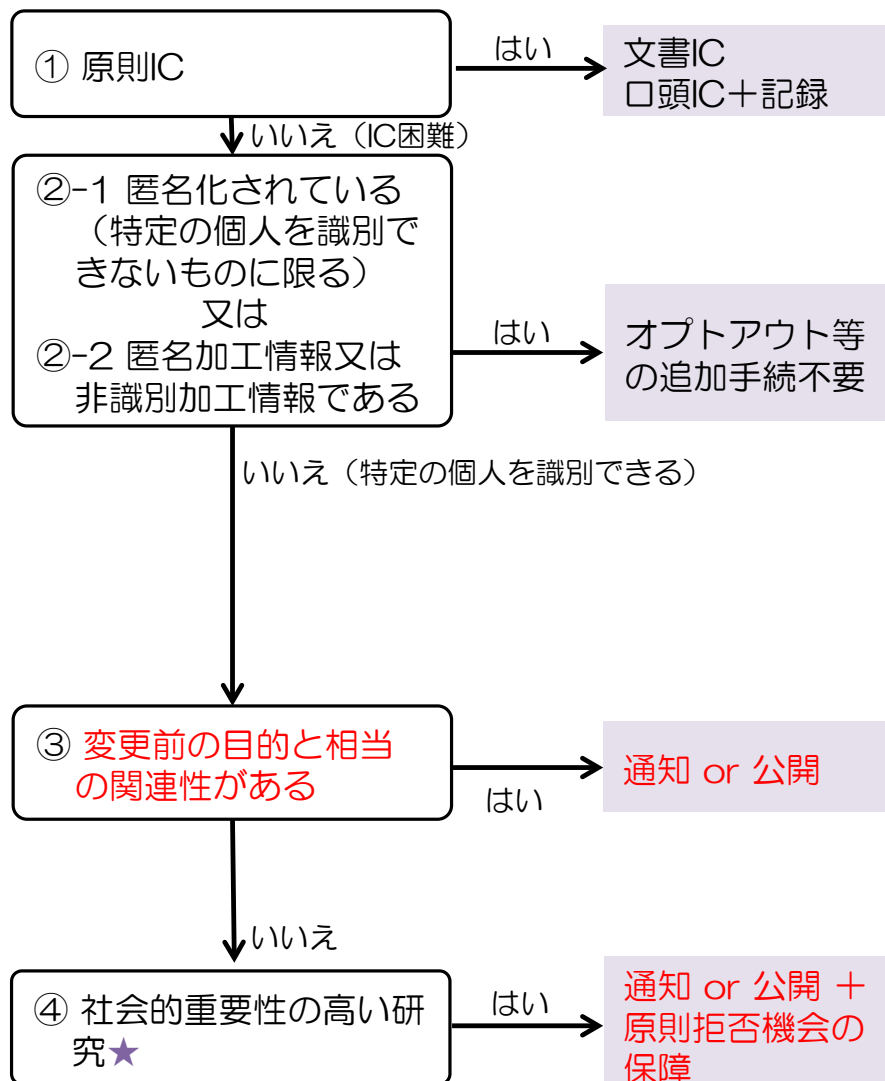 ① 原則IC
はい
文書IC
口頭IC＋記録
いいえ（IC困難）
②-1 匿名化されている
（特定の個人を識別で
きないものに限る）
又は
②-2 匿名加工情報又は
非識別加工情報である
はい
オプトアウト等
の追加手続不要
いいえ（特定の個人を識別できる）
③ 変更前の目的と相当
の関連性がある
はい
通知 or 公開
いいえ
④ 社会的重要性の高い研
究★
はい
通知 or 公開 ＋
原則拒否機会の
保障